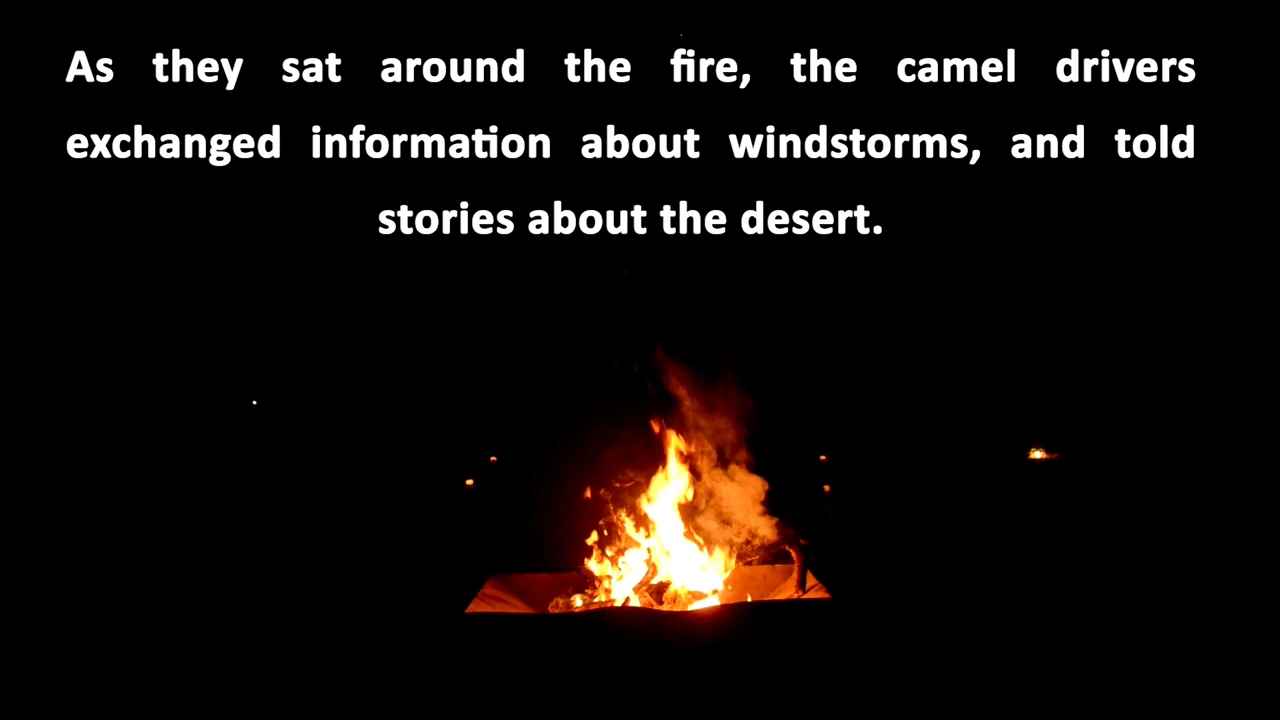 As they sat around the fire, the camel drivers
exchanged information about windstorms, and told
stories about the desert.